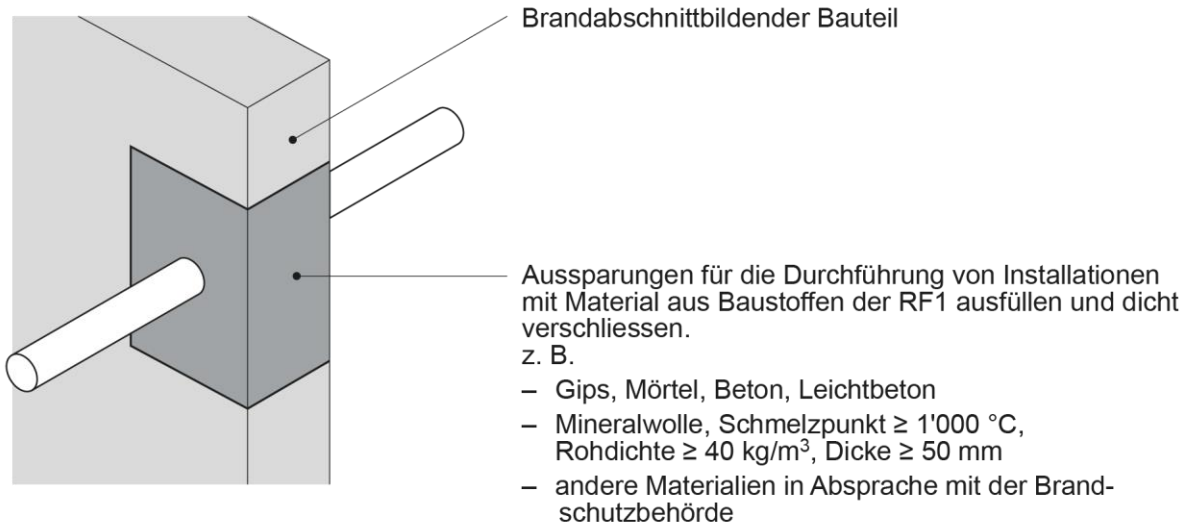 Brandabschnittbildender Bauteil
Aussparungen für die Durchführung von Installationen
mit Material aus Baustoffen der RF1 ausfüllen und dicht
verschliessen.
z. B.
– Gips, Mörtel, Beton, Leichtbeton
– Mineralwolle, Schmelzpunkt ≥ 1'000 °C,
Rohdichte ≥ 40 kg/m³, Dicke ≥ 50 mm
– andere Materialien in Absprache mit der Brand-
schutzbehörde